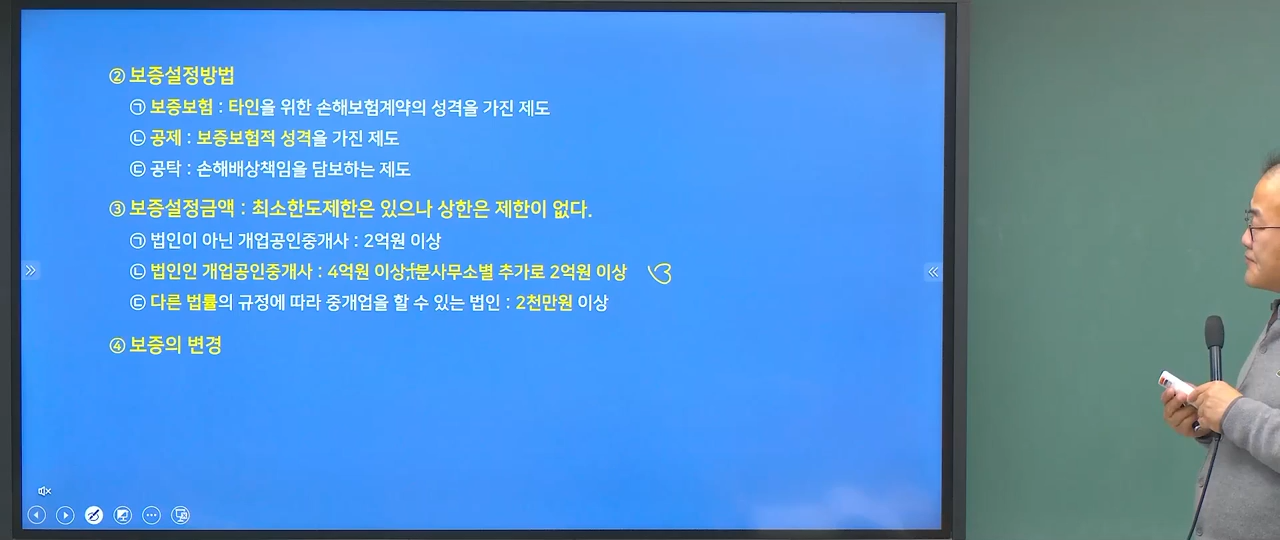 ② 보증설정방법
㉠ 보증보험 : 타인을 위한 손해보험계약의 성격을 가진 제도
㉡ 공제 : 보증보험적 성격을 가진 제도
㉢ 공탁 : 손해배상책임을 담보하는 제도
③ 보증설정금액 : 최소한도제한은 있으나 상한은 제한이 없다.
㉠ 법인이 아닌 개업공인중개사 : 2억원 이상
㉡ 법인인 개업공인중개사 : 4억원 이상, 분사무소별 추가로 2억원 이상
㉢ 다른 법률의 규정에 따라 중개업을 할 수 있는 법인 : 2천만원 이상
④ 보증의 변경